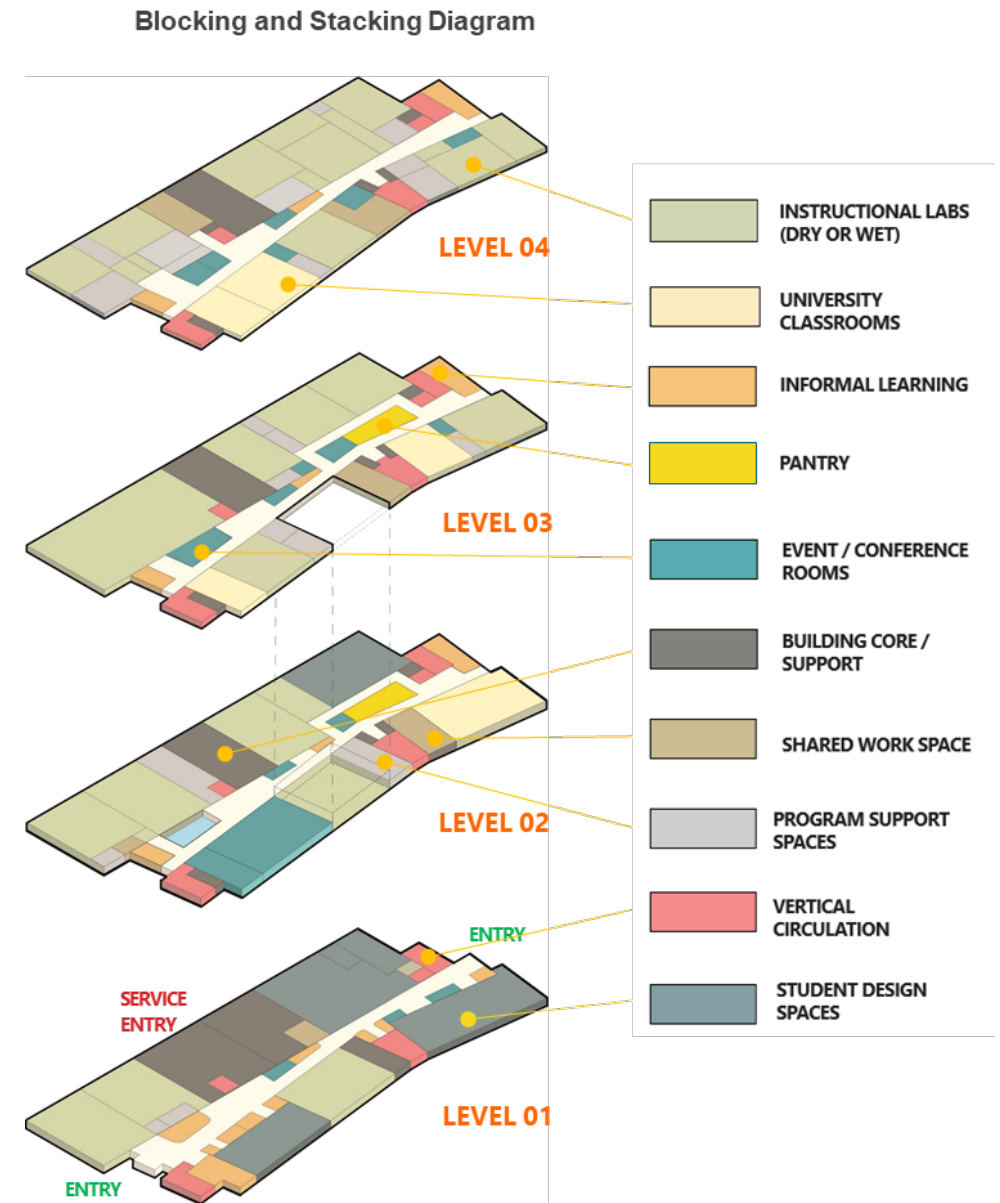 Blocking and Stacking Diagram
LEVEL 04
LEVEL 03
LEVEL 02
ENTRY
SERVICE
ENTRY
LEVEL 01
ENTRY
INSTRUCTIONAL LABS
(DRY OR WET)
UNIVERSITY
CLASSROOMS
INFORMAL LEARNING
PANTRY
EVENT / CONFERENCE
ROOMS
BUILDING CORE /
SUPPORT
SHARED WORK SPACE
PROGRAM SUPPORT
SPACES
VERTICAL
CIRCULATION
STUDENT DESIGN
SPACES